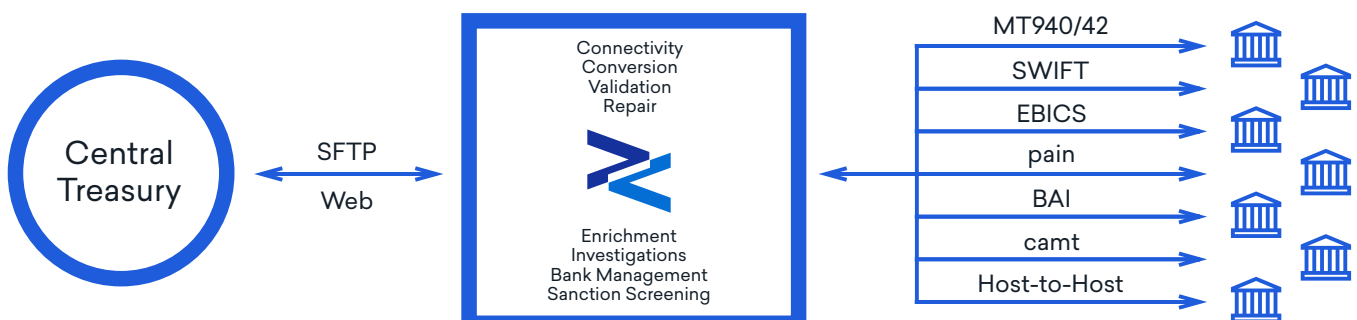 Central
Treasury
SFTP
Web
Connectivity
Conversion
Validation
Repair
Enrichment
Investigations
Bank Management
Sanction Screening
MT940/42
SWIFT
EBICS
pain
BAI
camt
Host-to-Host